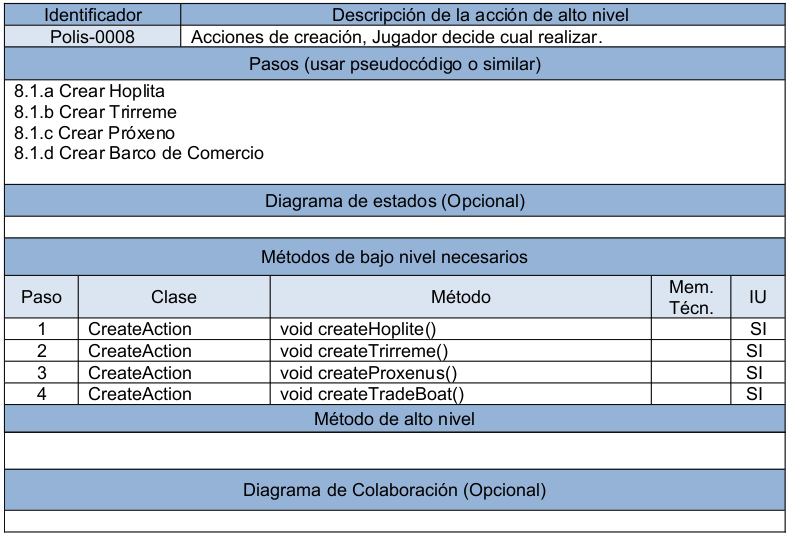 Identificador Descripción de la acción de alto nivel
Polis-0008 Acciones de creación, Jugador decide cual realizar.
Pasos (usar pseudocódigo o similar)
8.1.a Crear Hoplita
8.1.b Crear Trirreme
8.1.c Crear Próxeno
8.1.d Crear Barco de Comercio
Diagrama de estados (Opcional)
Métodos de bajo nivel necesarios
Paso Clase Método Mem. Técn. IU
1 CreateAction void createHoplite() SI
2 CreateAction void createTrirreme() SI
3 CreateAction void createProxenus() SI
4 CreateAction void createTradeBoat() SI
Método de alto nivel
Diagrama de Colaboración (Opcional)